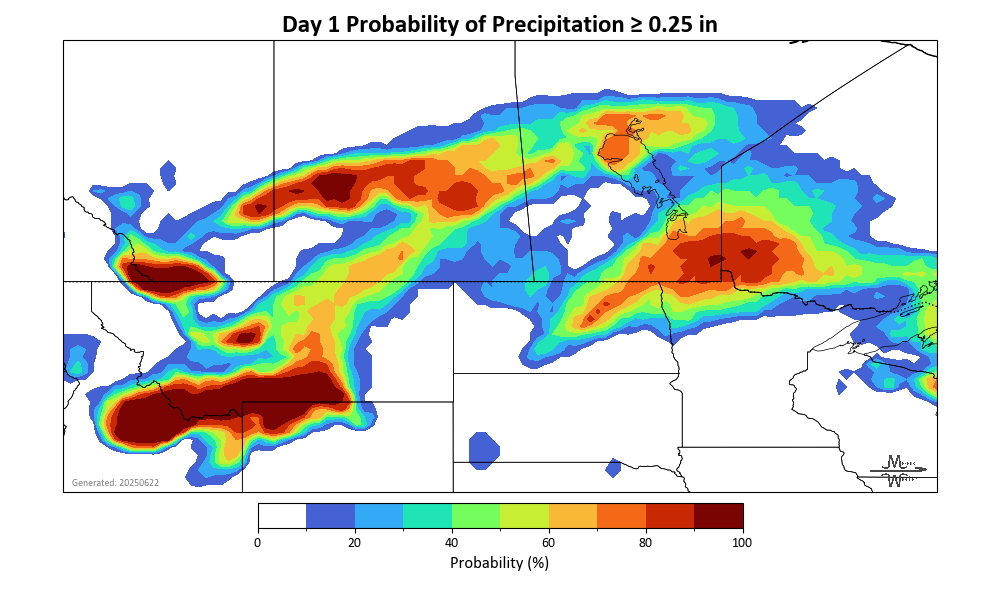 Day 1 Probability of Precipitation ≥ 0.25 in
Generated: 20250622
0 20 40 60 80 100
Probability (%)